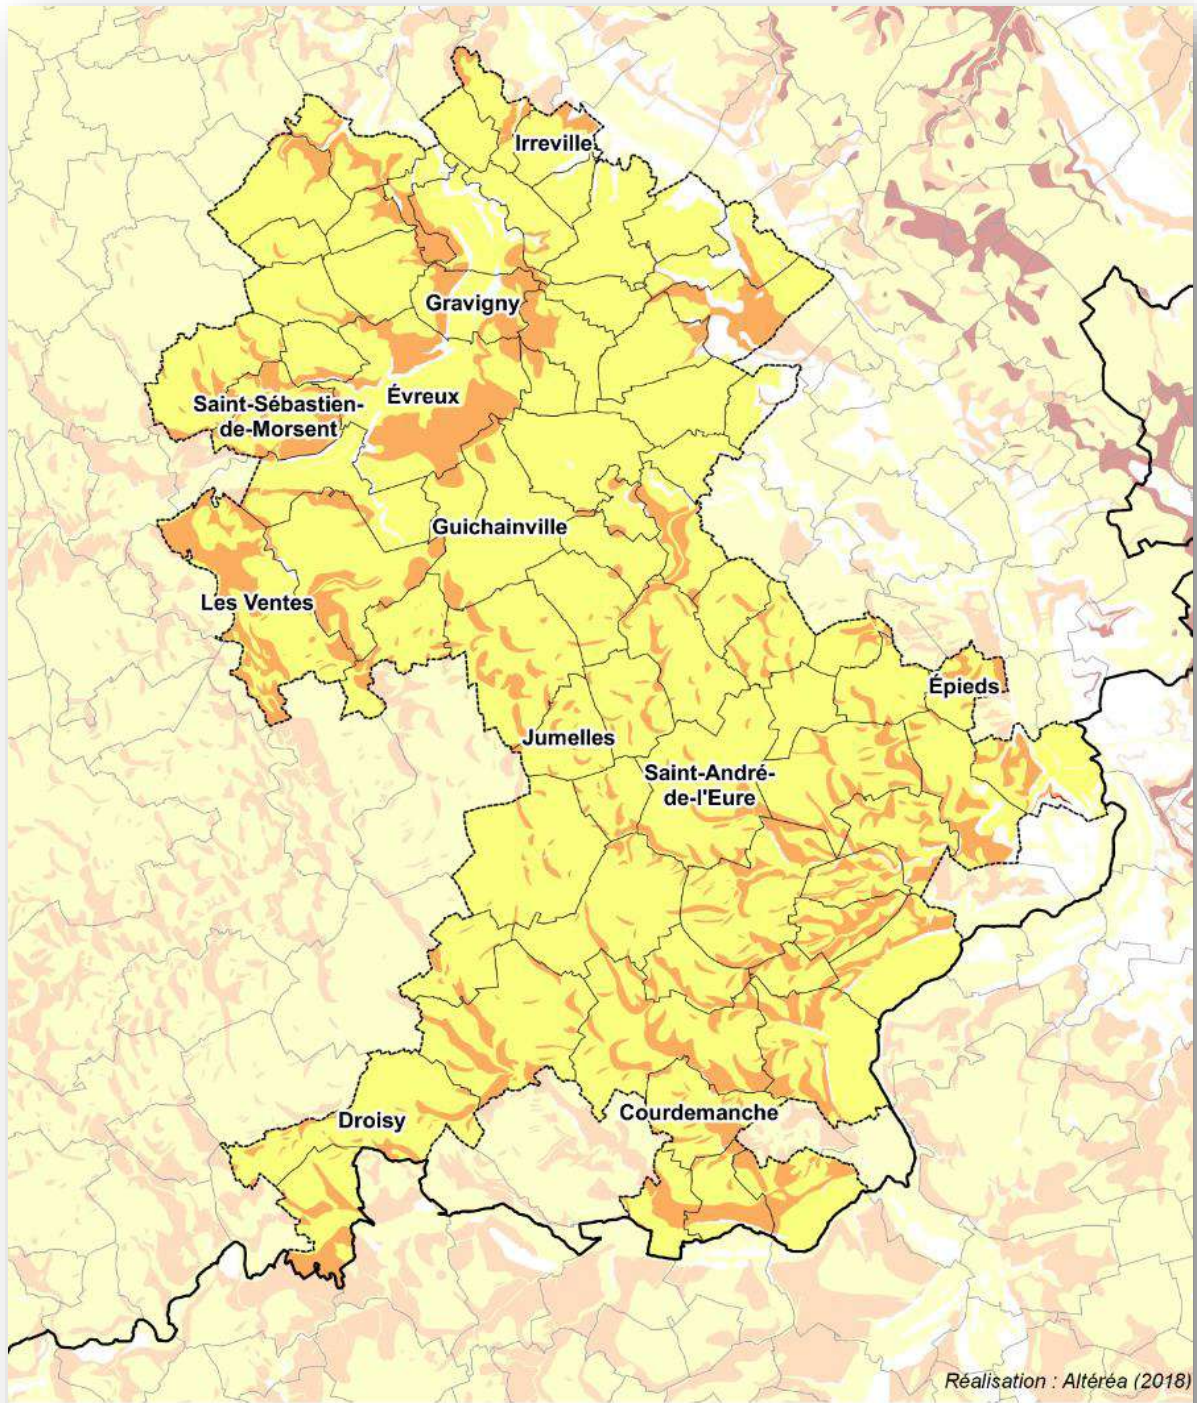 Irreville
Gravigny
Évreux
Saint-Sébastien-
de-Morsent
Guichainville
Les Ventes
Épieds
Jumelles
Saint-André-
de-l'Eure
Courdemanche
Droisy
Réalisation : Altéréa (2018)